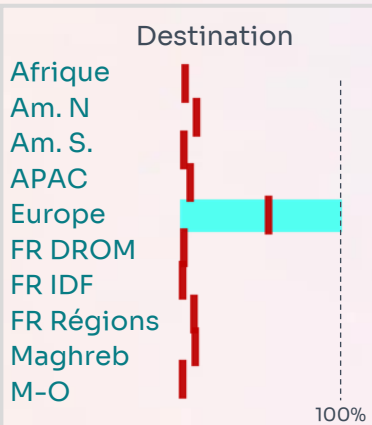 Destination
Afrique
Am. N
Am. S.
APAC
Europe
FR DROM
FR IDF
FR Régions
Maghreb
M-O
100%